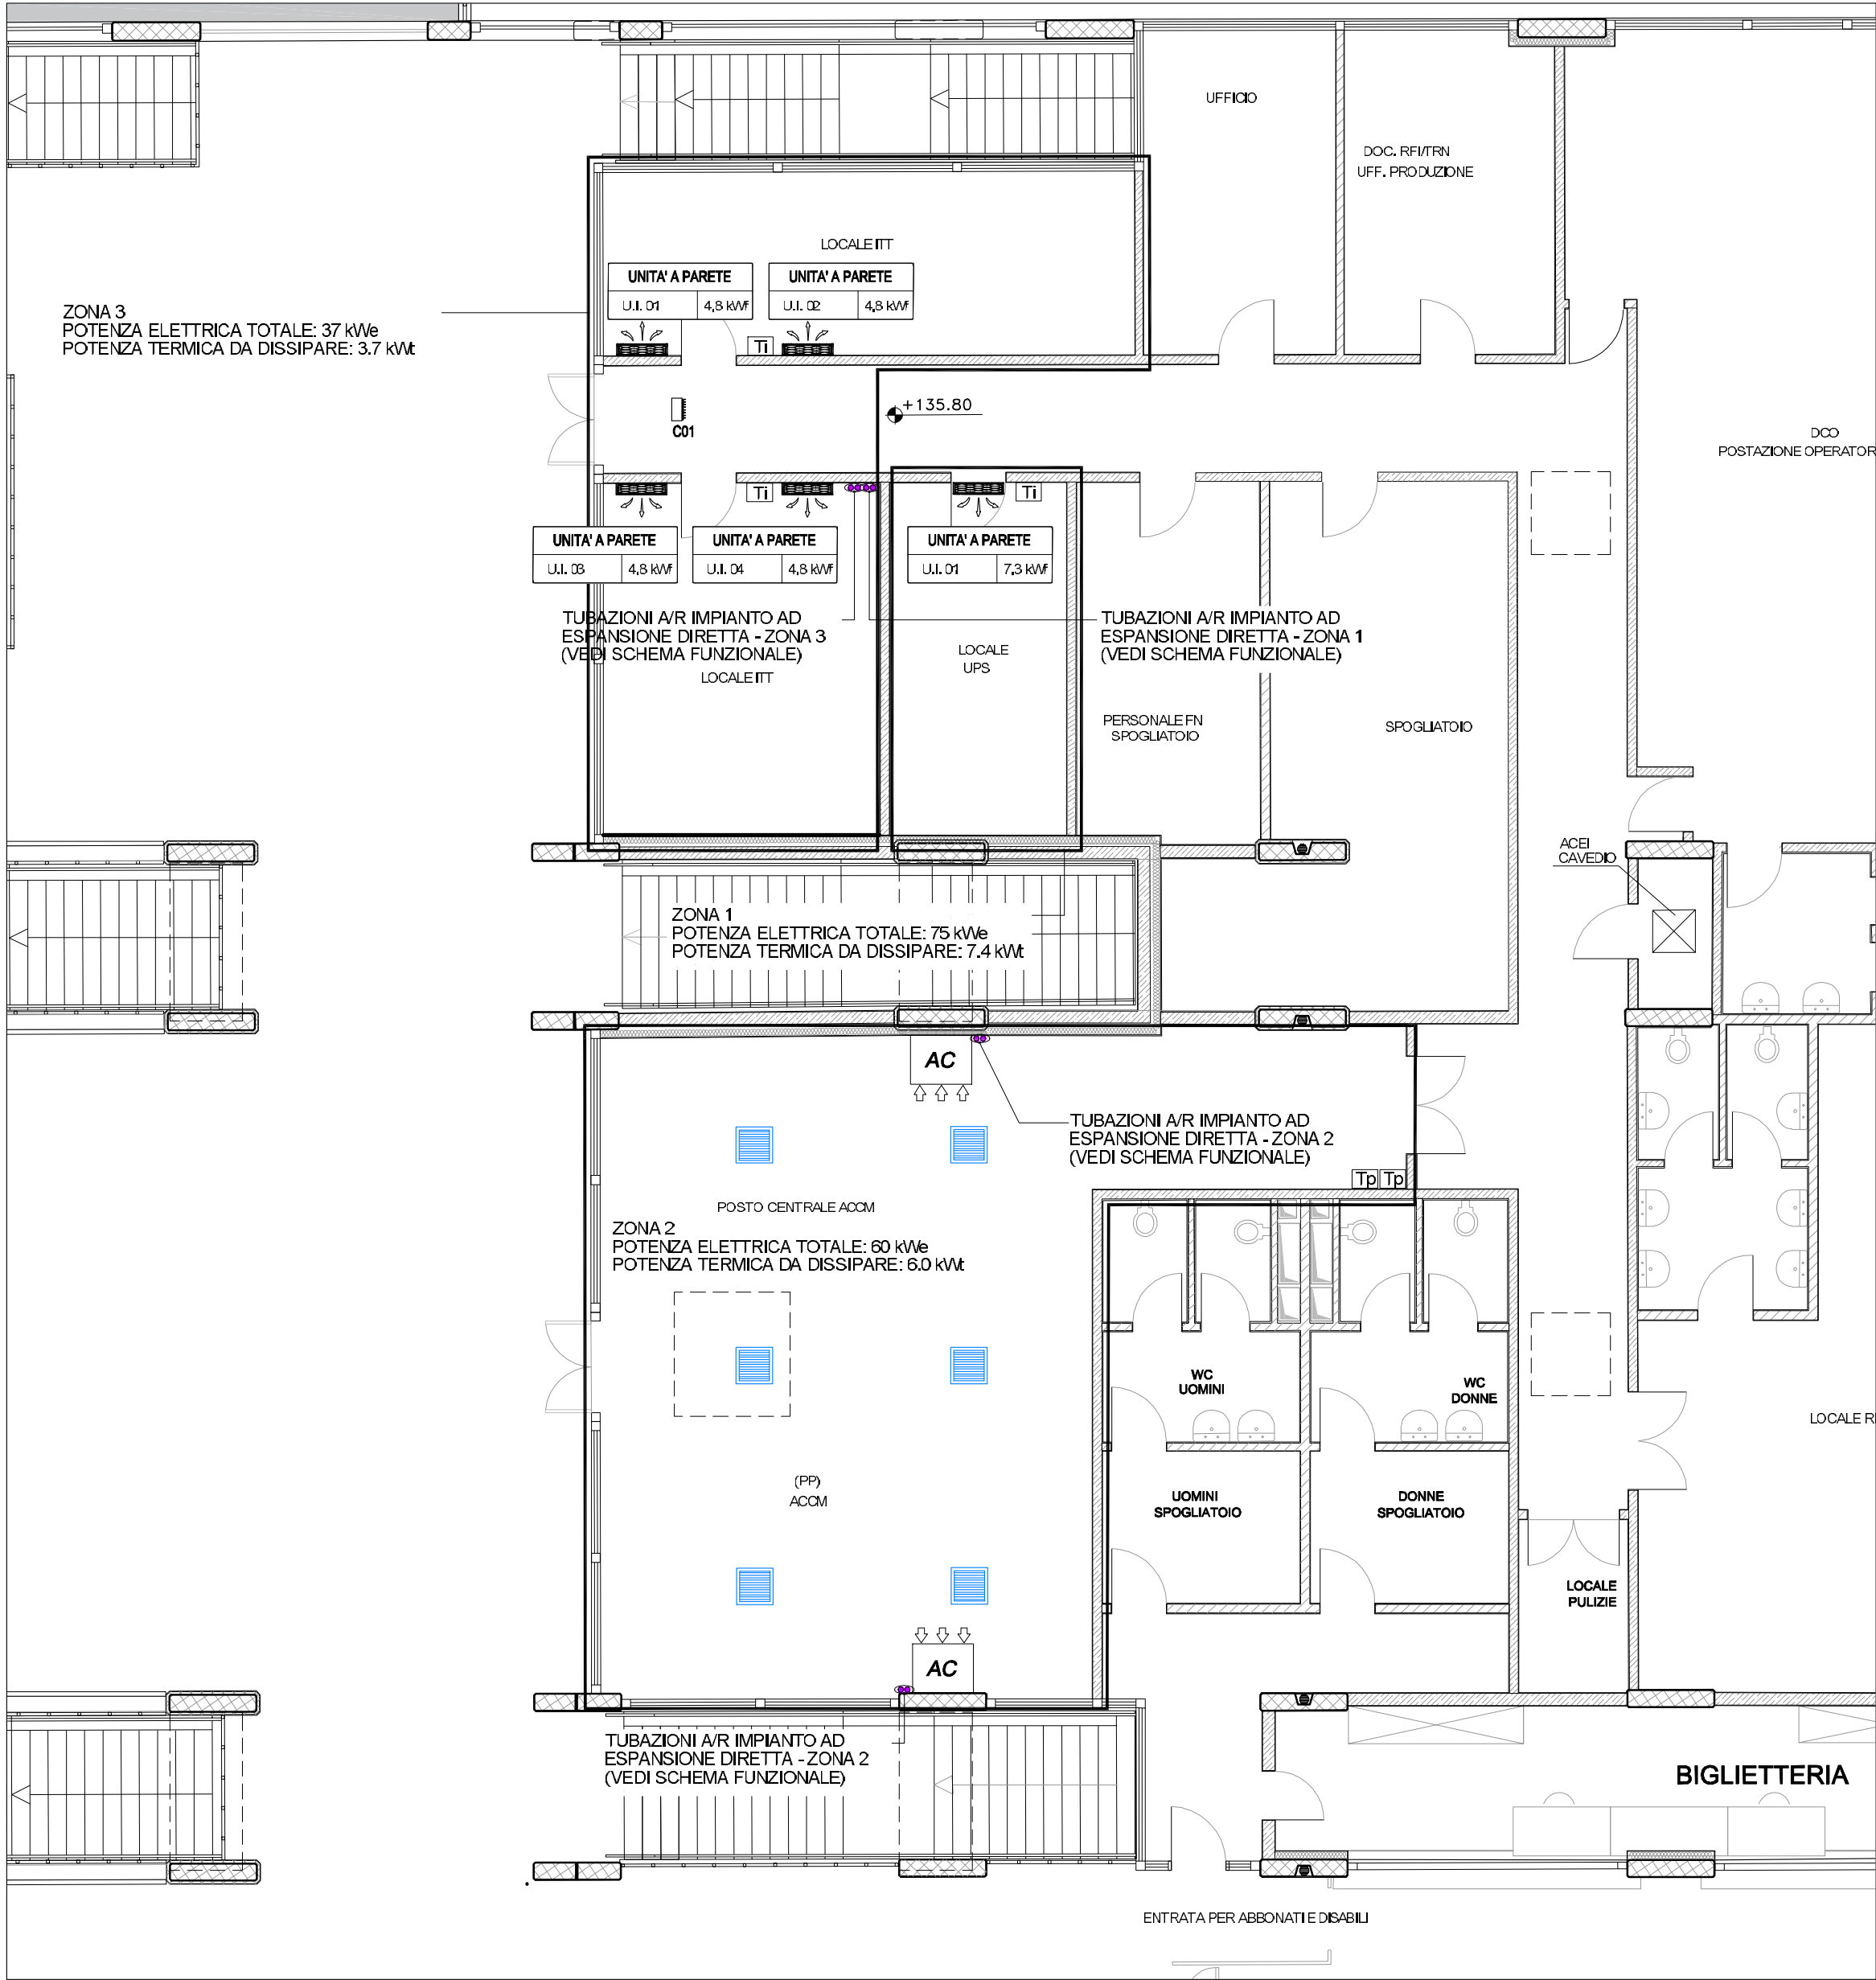 UFFICIO
DOC. RFI/TRN
UFF. PRODUZIONE
LOCALE ITT
UNITA' A PARETE
U.I. 01 4,8 kWf
UNITA' A PARETE
U.I. 02 4,8 kWf
ZONA 3
POTENZA ELETTRICA TOTALE: 37 kWe
POTENZA TERMICA DA DISSIPARE: 3.7 kWt
Ti
+135.80
C01
DCO
POSTAZIONE OPERATOR
Ti
Ti
UNITA' A PARETE
U.I. 03 4,8 kWf
UNITA' A PARETE
U.I. 04 4,8 kWf
UNITA' A PARETE
U.I. 01 7,3 kWf
TUBAZIONI A/R IMPIANTO AD
ESPANSIONE DIRETTA - ZONA 3
(VEDI SCHEMA FUNZIONALE)
LOCALE ITT
LOCALE
UPS
TUBAZIONI A/R IMPIANTO AD
ESPANSIONE DIRETTA - ZONA 1
(VEDI SCHEMA FUNZIONALE)
PERSONALE FN
SPOGLIATOIO
SPOGLIATOIO
ACEI
CAVEDIO
ZONA 1
POTENZA ELETTRICA TOTALE: 75 kWe
POTENZA TERMICA DA DISSIPARE: 7.4 kWt
AC
TUBAZIONI A/R IMPIANTO AD
ESPANSIONE DIRETTA - ZONA 2
(VEDI SCHEMA FUNZIONALE)
Tp Tp
POSTO CENTRALE ACCM
ZONA 2
POTENZA ELETTRICA TOTALE: 60 kWe
POTENZA TERMICA DA DISSIPARE: 6.0 kWt
WC
UOMINI
WC
DONNE
LOCALE R
(PP)
ACCM
UOMINI
SPOGLIATOIO
DONNE
SPOGLIATOIO
LOCALE
PULIZIE
AC
TUBAZIONI A/R IMPIANTO AD
ESPANSIONE DIRETTA - ZONA 2
(VEDI SCHEMA FUNZIONALE)
BIGLIETTERIA
ENTRATA PER ABBONATI E DISABILI